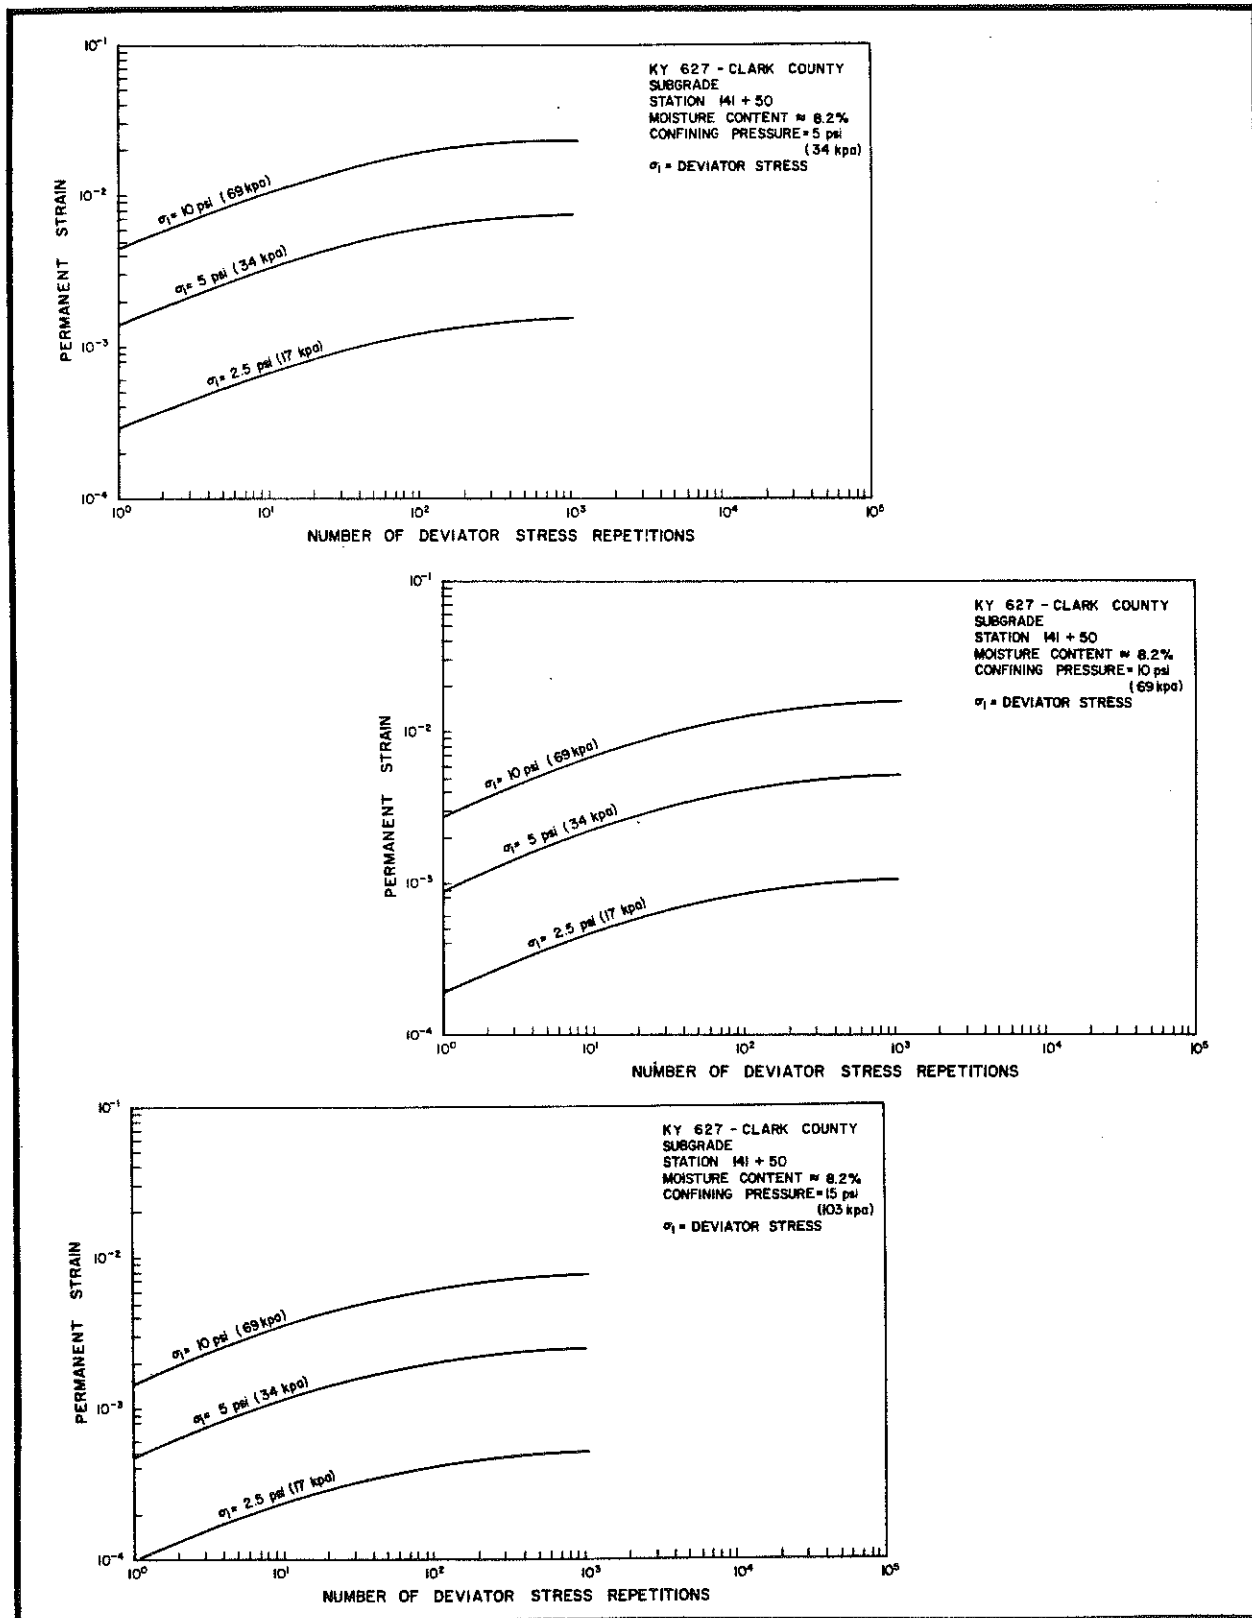 KY 627 - CLARK COUNTY
SUBGRADE
STATION 141 + 50
MOISTURE CONTENT ≈ 8.2%
CONFINING PRESSURE = 5 psi
(34 kpa)
σ₁ = DEVIATOR STRESS
PERMANENT STRAIN
10⁻¹
10⁻²
10⁻³
10⁻⁴
σ₁= 10 psi (69 kpa)
σ₁= 5 psi (34 kpa)
σ₁= 2.5 psi (17 kpa)
10⁰ 10¹ 10² 10³ 10⁴ 10⁵
NUMBER OF DEVIATOR STRESS REPETITIONS
KY 627 - CLARK COUNTY
SUBGRADE
STATION 141 + 50
MOISTURE CONTENT ≈ 8.2%
CONFINING PRESSURE = 10 psi
(69 kpa)
σ₁ = DEVIATOR STRESS
PERMANENT STRAIN
10⁻¹
10⁻²
10⁻³
10⁻⁴
σ₁= 10 psi (69 kpa)
σ₁= 5 psi (34 kpa)
σ₁= 2.5 psi (17 kpa)
10⁰ 10¹ 10² 10³ 10⁴ 10⁵
NUMBER OF DEVIATOR STRESS REPETITIONS
KY 627 - CLARK COUNTY
SUBGRADE
STATION 141 + 50
MOISTURE CONTENT ≈ 8.2%
CONFINING PRESSURE = 15 psi
(103 kpa)
σ₁ = DEVIATOR STRESS
PERMANENT STRAIN
10⁻¹
10⁻²
10⁻³
10⁻⁴
σ₁= 10 psi (69 kpa)
σ₁= 5 psi (34 kpa)
σ₁= 2.5 psi (17 kpa)
10⁰ 10¹ 10² 10³ 10⁴ 10⁵
NUMBER OF DEVIATOR STRESS REPETITIONS